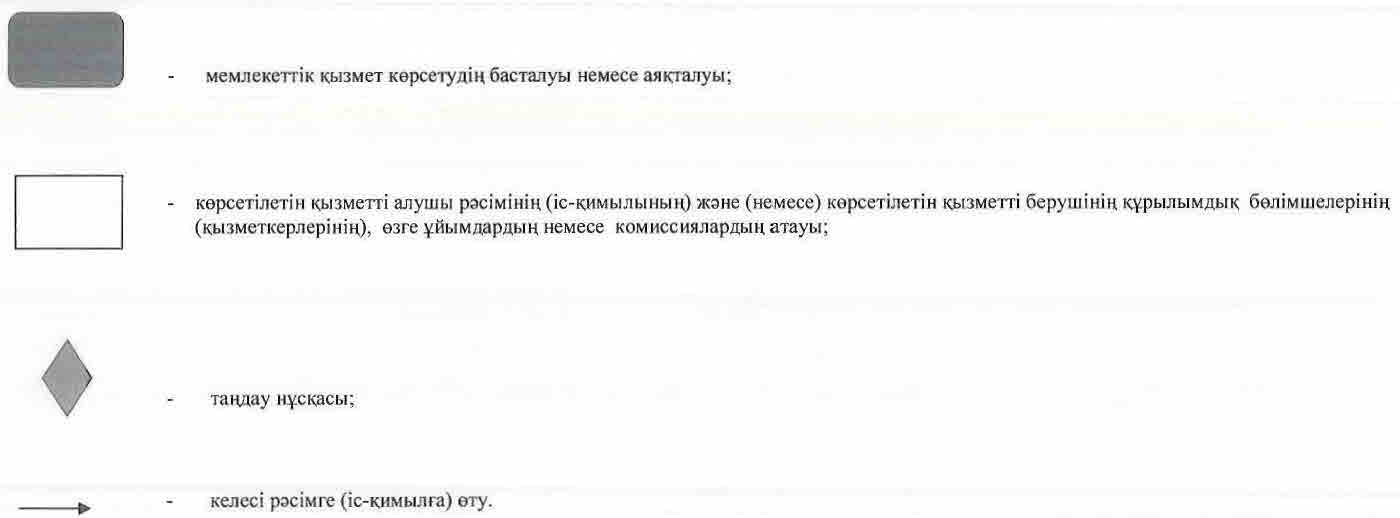 - мемлекеттік қызмет көрсетудің басталуы немесе аяқталуы;
- көрсетілетін қызметті алушы рәсімінің (іс-қимылының) және (немесе) көрсетілетін қызметті берушінің құрылымдық бөлімшелерінің
(қызметкерлерінің), өзге ұйымдардың немесе комиссиялардың атауы;
- таңдау нұсқасы;
- келесі рәсімге (іс-қимылға) өту.